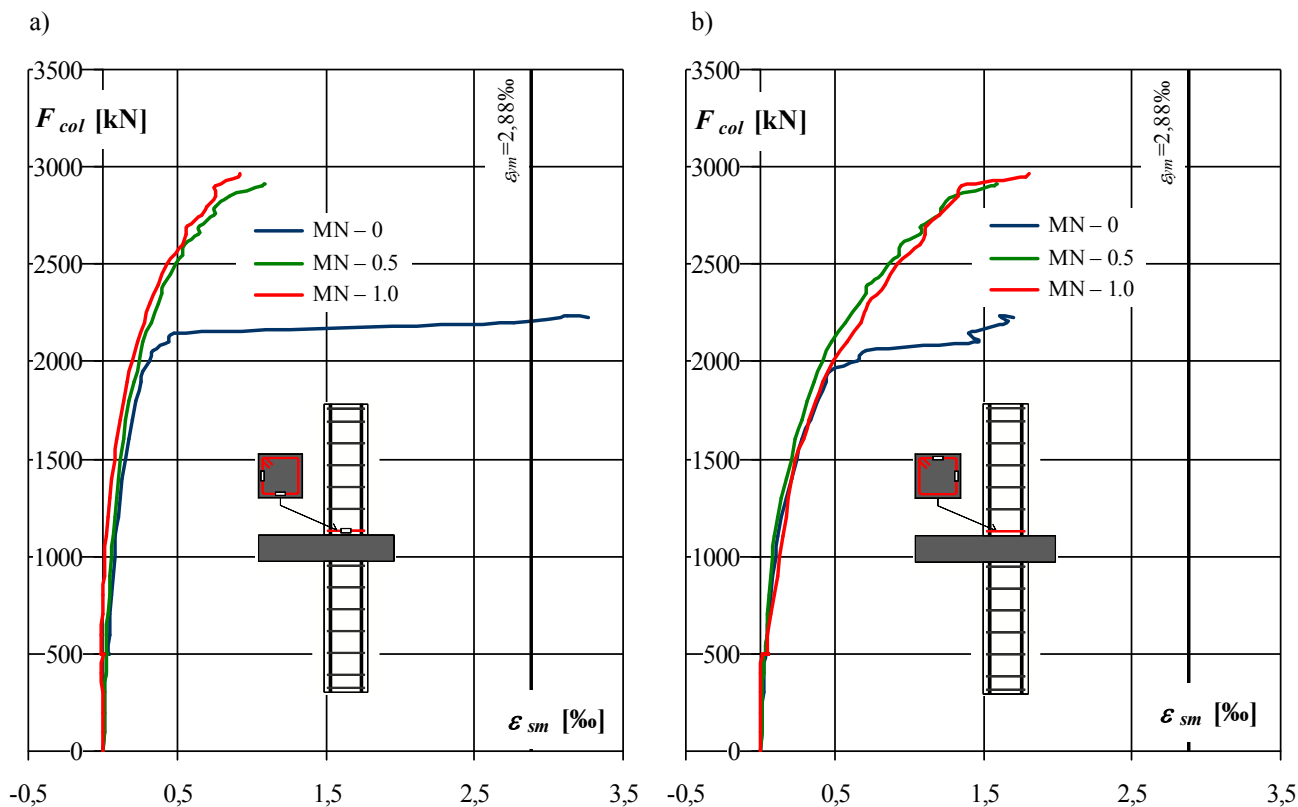 a)
3500
F col [kN]
3000
2500
2000
1500
1000
500
0
-0,5
0,5
1,5
2,5
3,5
εym=2,88‰
MN – 0
MN – 0.5
MN – 1.0
ε sm [‰]
b)
3500
F col [kN]
3000
2500
2000
1500
1000
500
0
-0,5
0,5
1,5
2,5
3,5
εym=2,88‰
MN – 0
MN – 0.5
MN – 1.0
ε sm [‰]